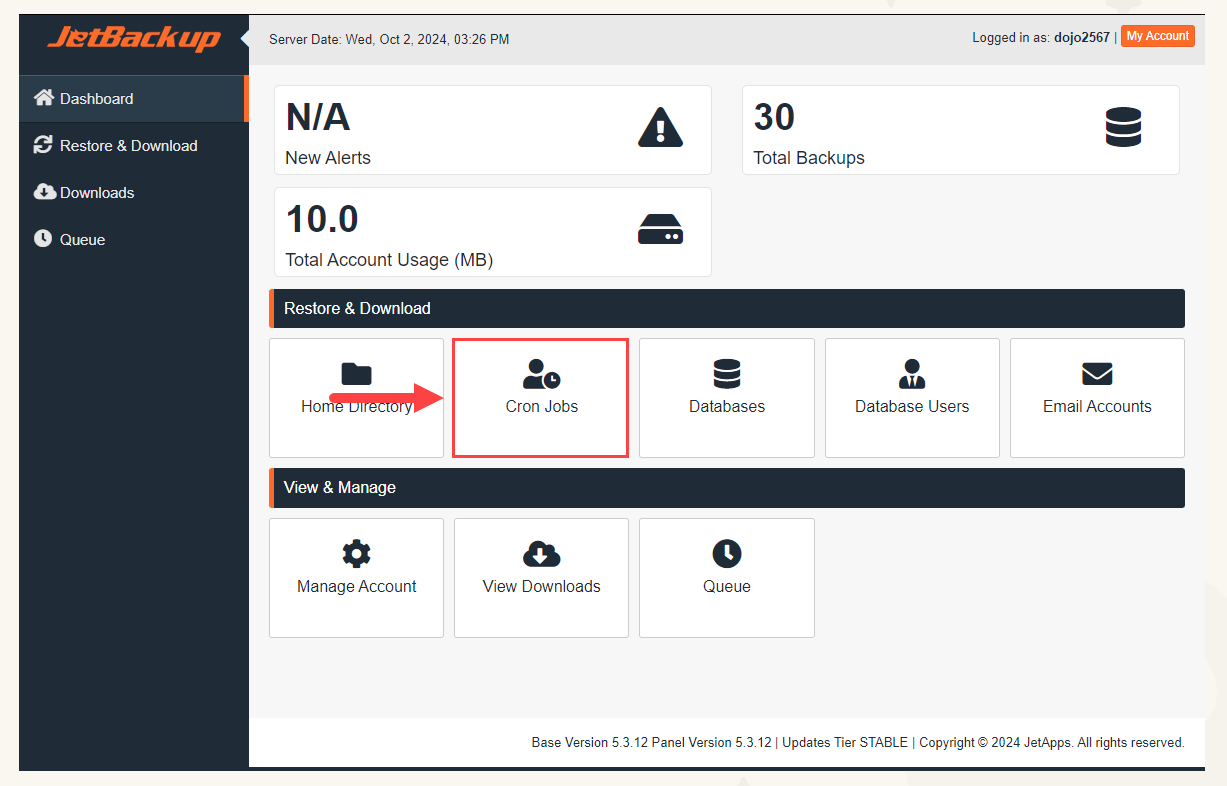 JetBackup
Server Date: Wed, Oct 2, 2024, 03:26 PM
Logged in as: dojo2567 | My Account
Dashboard
Restore & Download
Downloads
Queue
N/A
New Alerts
30
Total Backups
10.0
Total Account Usage (MB)
Restore & Download
Home Directory
Cron Jobs
Databases
Database Users
Email Accounts
View & Manage
Manage Account
View Downloads
Queue
Base Version 5.3.12 Panel Version 5.3.12 | Updates Tier STABLE | Copyright © 2024 JetApps. All rights reserved.